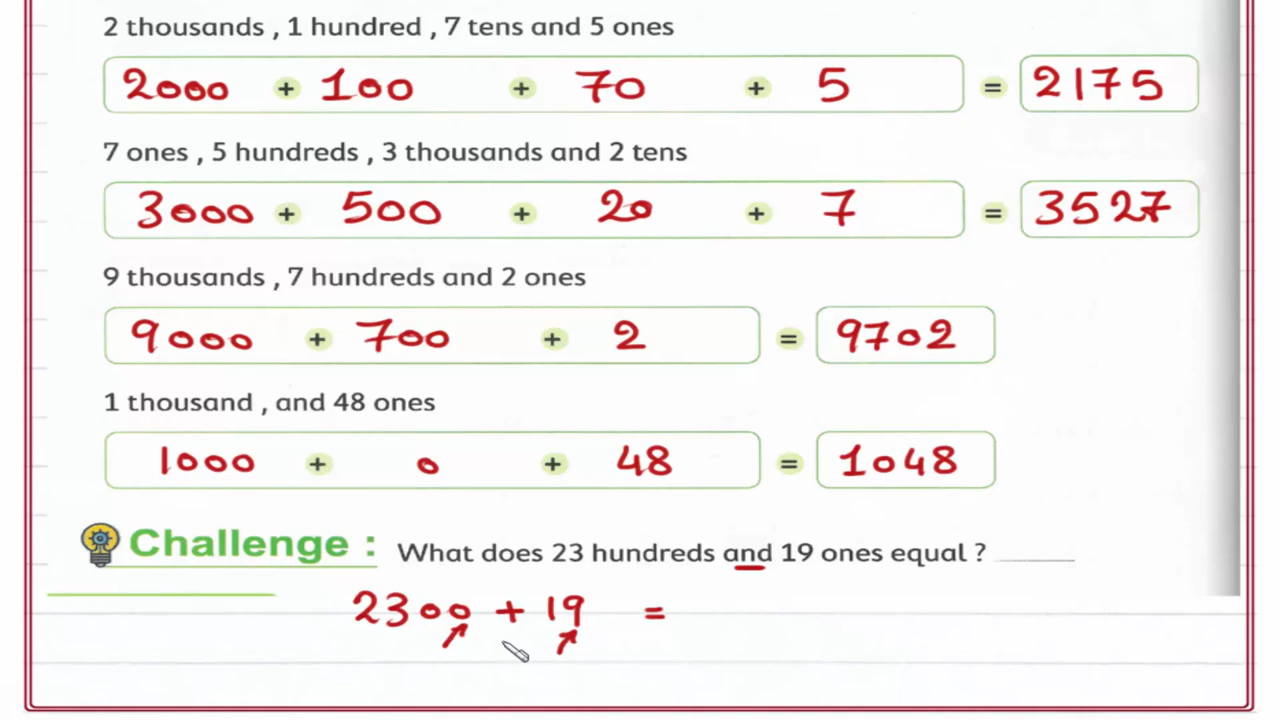 2 thousands , 1 hundred , 7 tens and 5 ones
2000 + 100 + 70 + 5 = 2175
7 ones , 5 hundreds , 3 thousands and 2 tens
3000 + 500 + 20 + 7 = 3527
9 thousands , 7 hundreds and 2 ones
9000 + 700 + 2 = 9702
1 thousand , and 48 ones
1000 + 0 + 48 = 1048
Challenge : What does 23 hundreds and 19 ones equal ? ________
2300 + 19 =